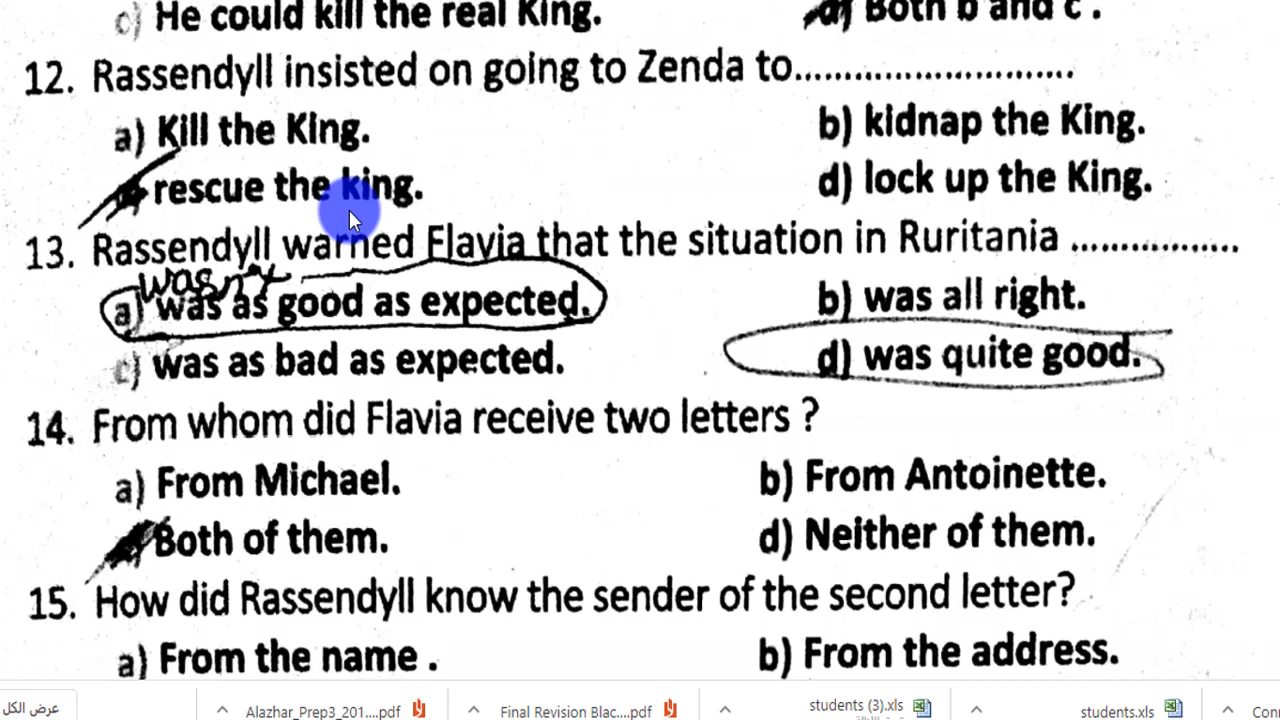 c) He could kill the real King. d) Both b and c .
12. Rassendyll insisted on going to Zenda to............................
a) Kill the King. b) kidnap the King.
rescue the king. d) lock up the King.
13. Rassendyll warned Flavia that the situation in Ruritania .................
wasn't
a) was as good as expected. b) was all right.
c) was as bad as expected. d) was quite good.
14. From whom did Flavia receive two letters ?
a) From Michael. b) From Antoinette.
Both of them. d) Neither of them.
15. How did Rassendyll know the sender of the second letter?
a) From the name . b) From the address.
عرض الكل Alazhar_Prep3_201....pdf Final Revision Blac....pdf students (3).xls students.xls Con